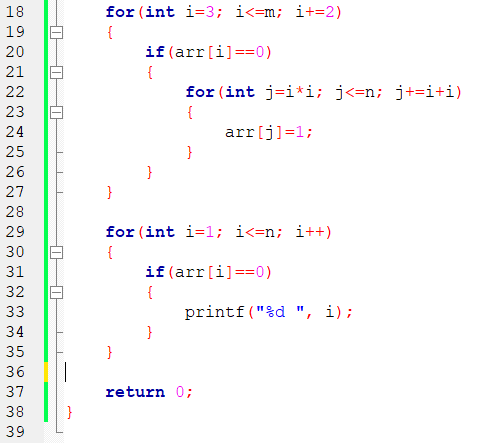 18 for(int i=3; i<=m; i+=2)
19 {
20 if(arr[i]==0)
21 {
22 for(int j=i*i; j<=n; j+=i+i)
23 {
24 arr[j]=1;
25 }
26 }
27 }
28
29 for(int i=1; i<=n; i++)
30 {
31 if(arr[i]==0)
32 {
33 printf("%d ", i);
34 }
35 }
36
37 return 0;
38 }
39